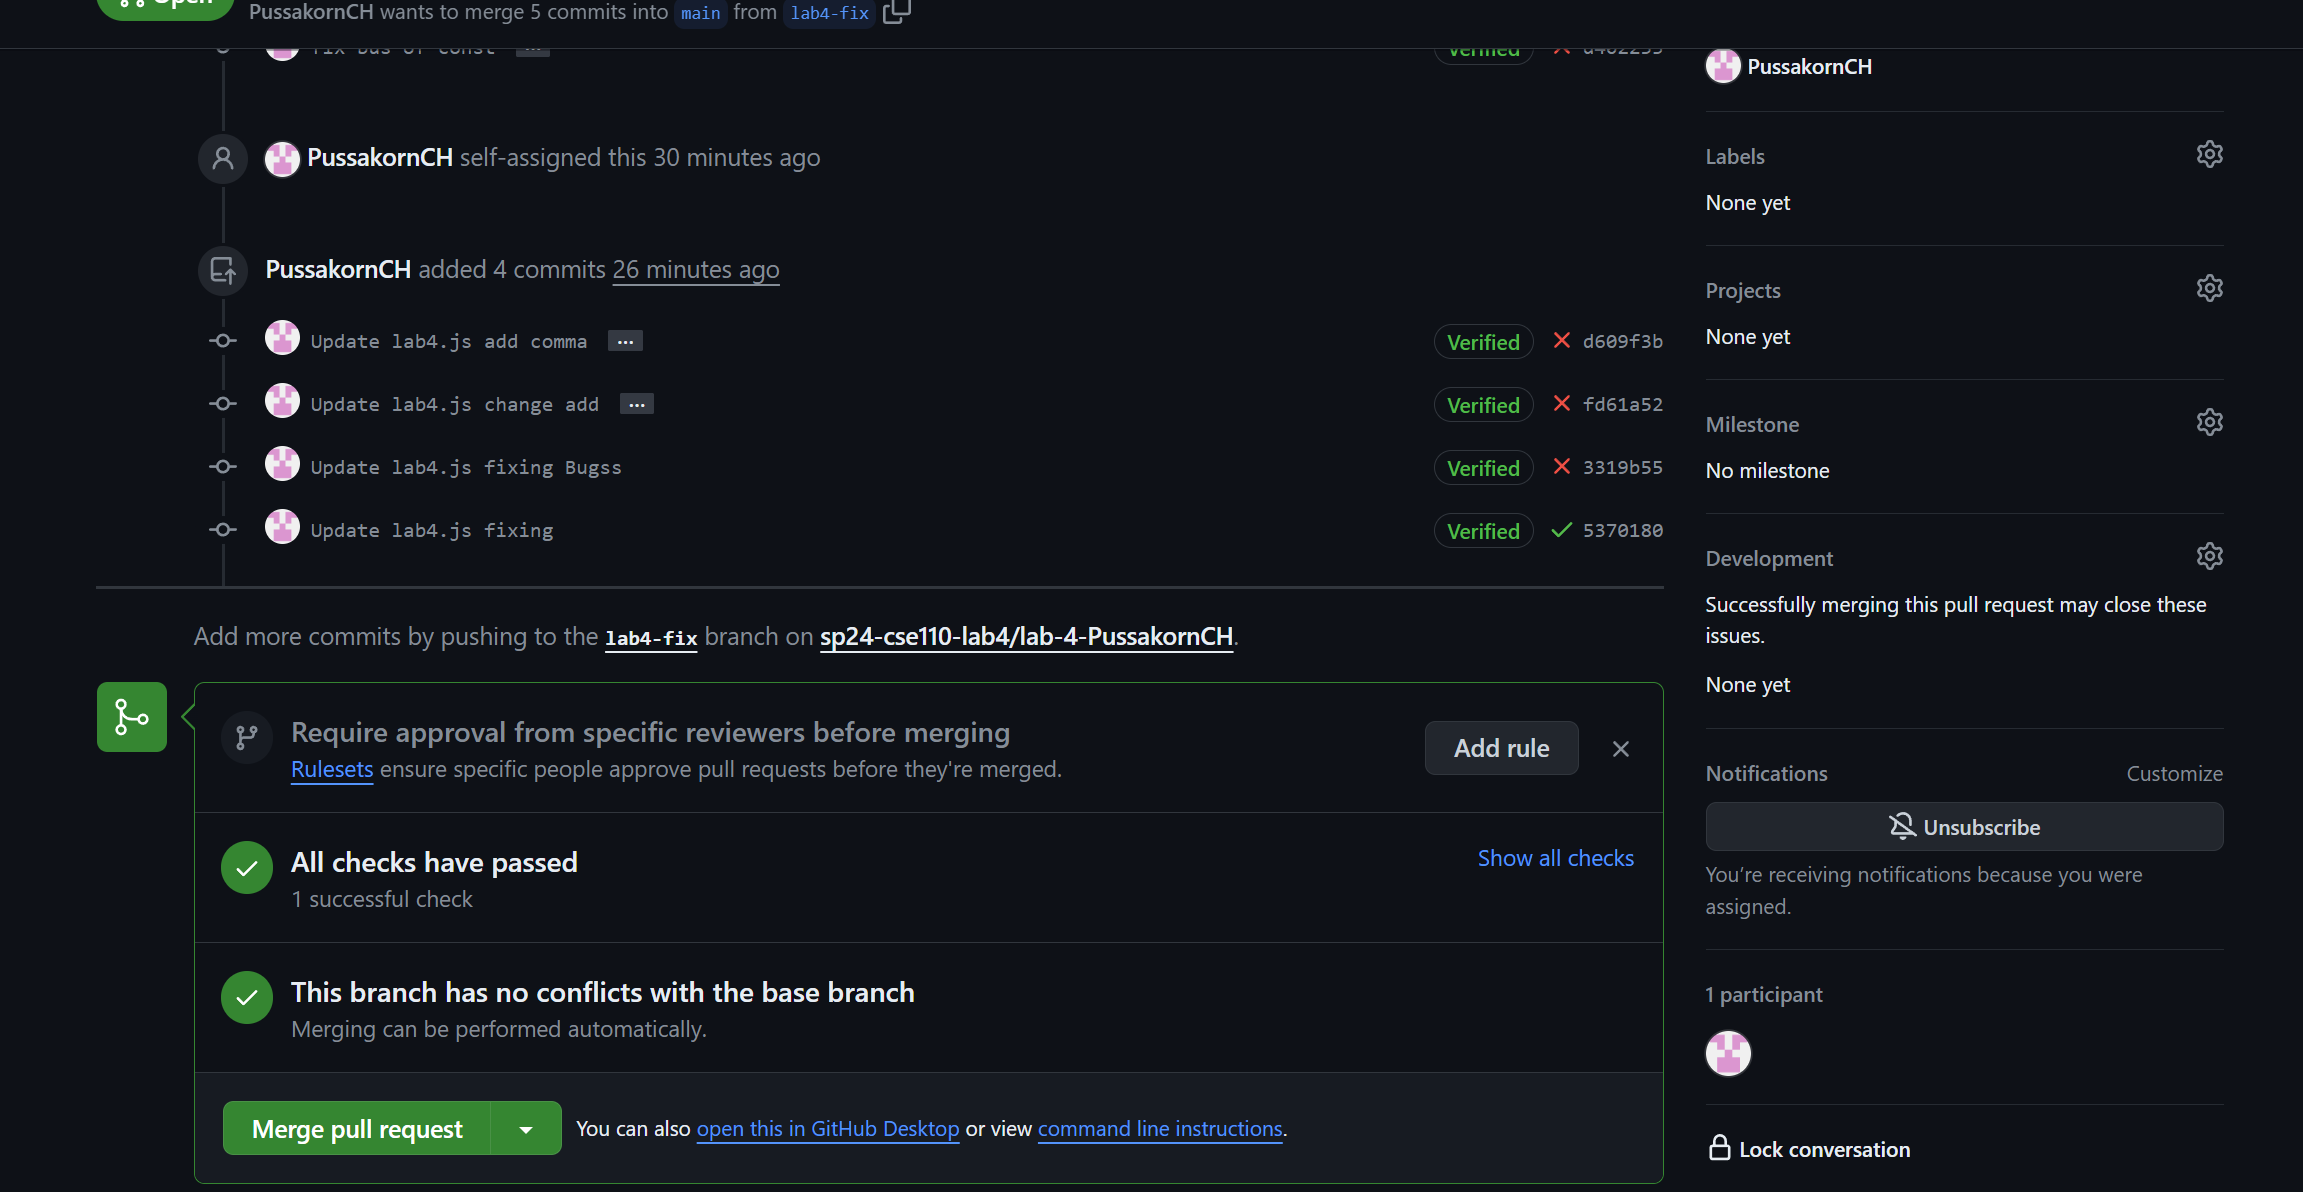 Open
PussakornCH wants to merge 5 commits into main from lab4-fix
fix bus of const ...
Verified
PussakornCH self-assigned this 30 minutes ago
PussakornCH added 4 commits 26 minutes ago
Update lab4.js add comma ... Verified d609f3b
Update lab4.js change add ... Verified fd61a52
Update lab4.js fixing Bugss Verified 3319b55
Update lab4.js fixing Verified 5370180
Add more commits by pushing to the lab4-fix branch on sp24-cse110-lab4/lab-4-PussakornCH.
Require approval from specific reviewers before merging
Rulesets ensure specific people approve pull requests before they're merged.
Add rule
All checks have passed
1 successful check
Show all checks
This branch has no conflicts with the base branch
Merging can be performed automatically.
Merge pull request
You can also open this in GitHub Desktop or view command line instructions.
PussakornCH
Labels
None yet
Projects
None yet
Milestone
No milestone
Development
Successfully merging this pull request may close these
issues.
None yet
Notifications
Customize
Unsubscribe
You’re receiving notifications because you were
assigned.
1 participant
Lock conversation